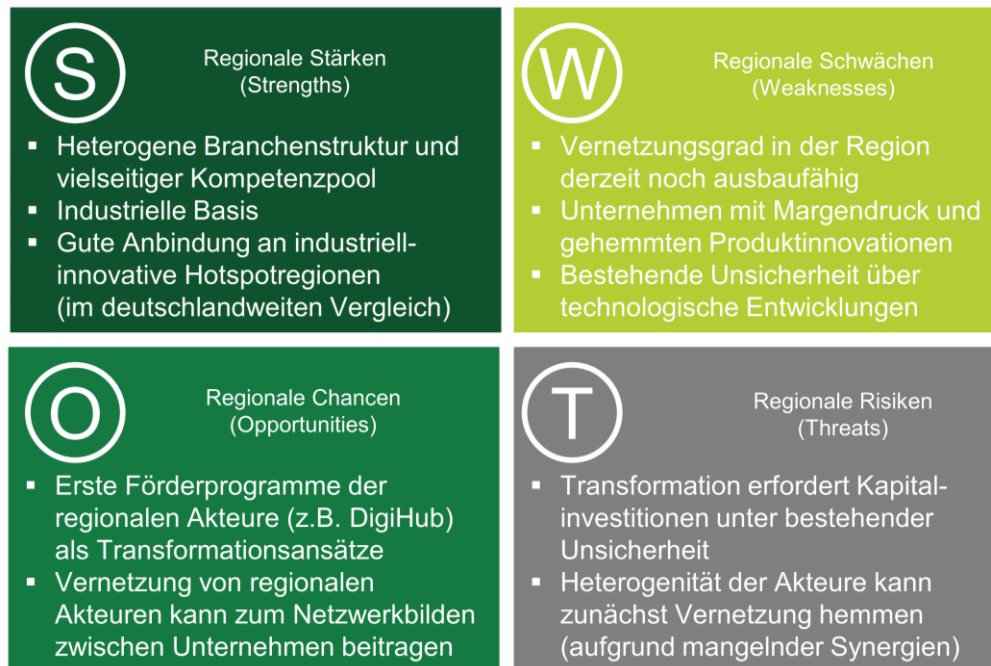 S
Regionale Stärken
(Strengths)
▪ Heterogene Branchenstruktur und
vielseitiger Kompetenzpool
▪ Industrielle Basis
▪ Gute Anbindung an industriell-
innovative Hotspotregionen
(im deutschlandweiten Vergleich)
W
Regionale Schwächen
(Weaknesses)
▪ Vernetzungsgrad in der Region
derzeit noch ausbaufähig
▪ Unternehmen mit Margendruck und
gehemmten Produktinnovationen
▪ Bestehende Unsicherheit über
technologische Entwicklungen
O
Regionale Chancen
(Opportunities)
▪ Erste Förderprogramme der
regionalen Akteure (z.B. DigiHub)
als Transformationsansätze
▪ Vernetzung von regionalen
Akteuren kann zum Netzwerkbilden
zwischen Unternehmen beitragen
T
Regionale Risiken
(Threats)
▪ Transformation erfordert Kapital-
investitionen unter bestehender
Unsicherheit
▪ Heterogenität der Akteure kann
zunächst Vernetzung hemmen
(aufgrund mangelnder Synergien)